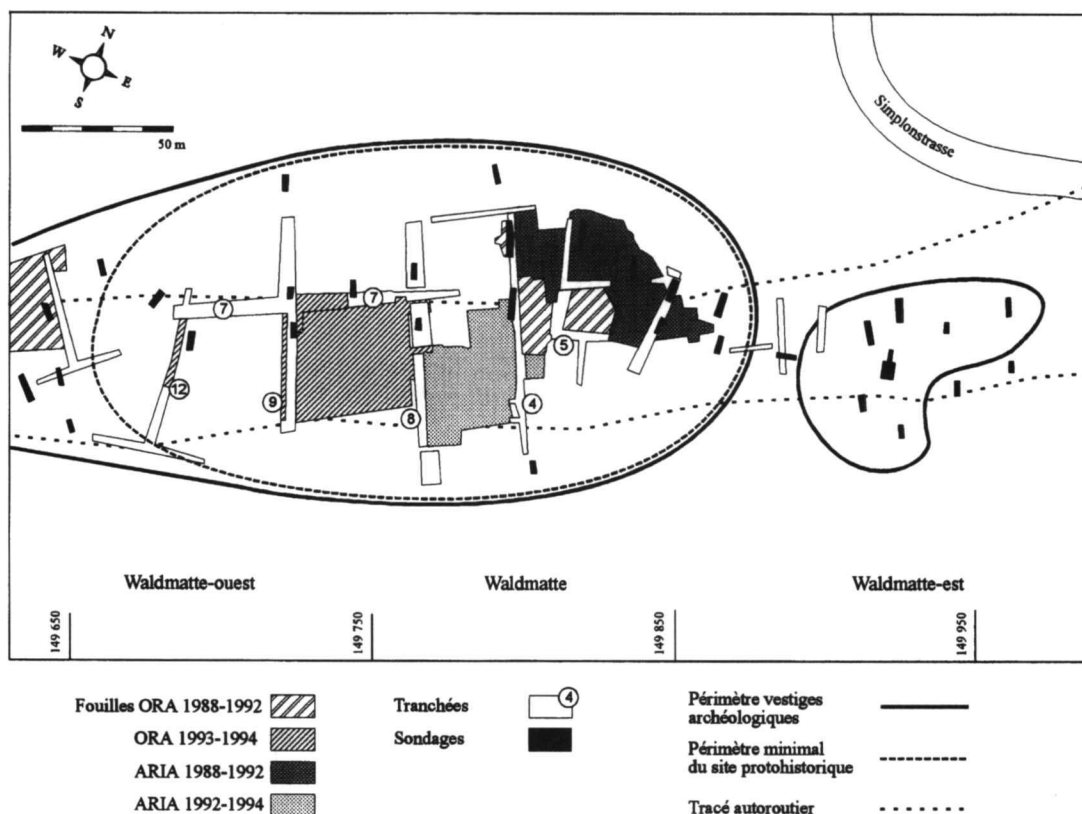 N
W
E
S
50 m
Simplonstrasse
7
7
5
12
9
8
4
Waldmatte-ouest
Waldmatte
Waldmatte-est
149 650
149 750
149 850
149 950
Fouilles ORA 1988-1992
ORA 1993-1994
ARIA 1988-1992
ARIA 1992-1994
Tranchées
4
Sondages
Périmètre vestiges
archéologiques
Périmètre minimal
du site protohistorique
Tracé autoroutier